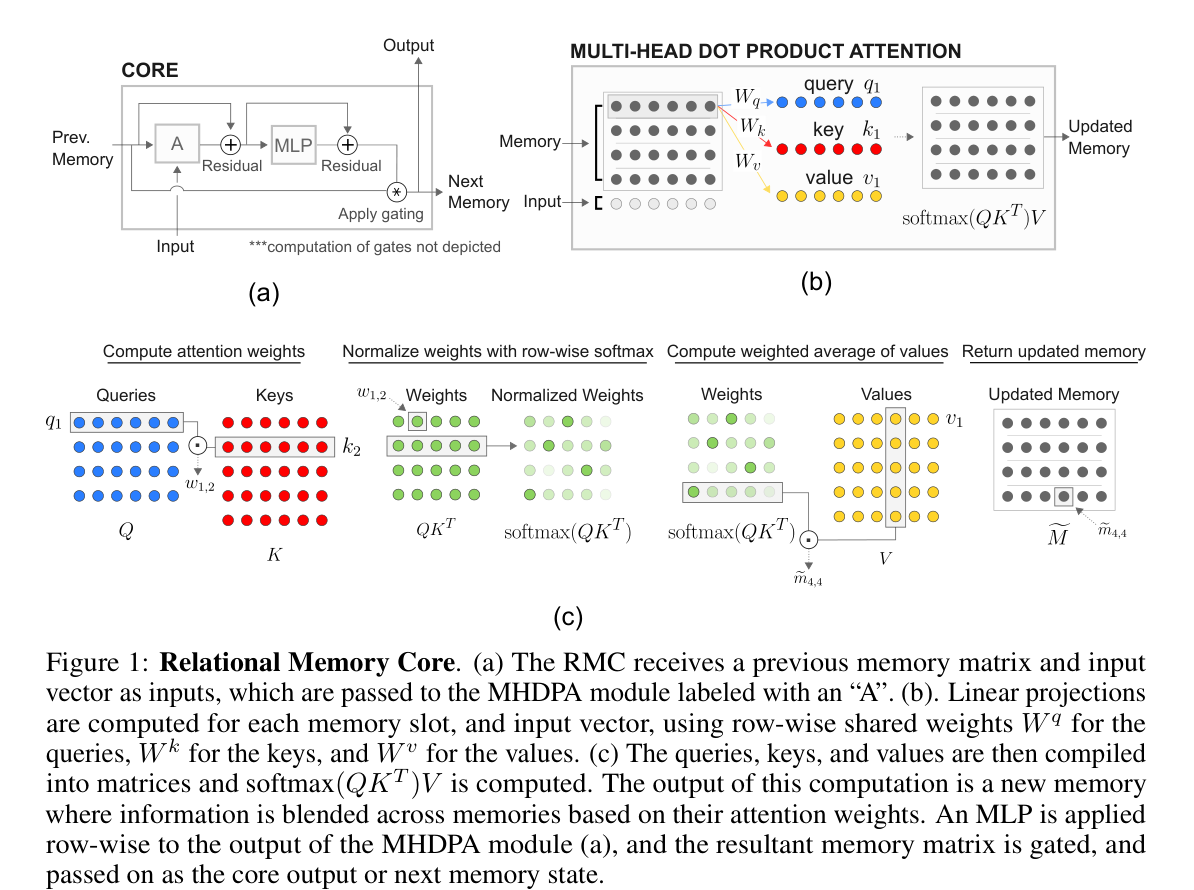 CORE
Output
Prev.
Memory
A
+
Residual
MLP
+
Residual
*
Apply gating
Next
Memory
Input
***computation of gates not depicted
(a)
MULTI-HEAD DOT PRODUCT ATTENTION
Memory
Input
W_q
W_k
W_v
query q_1
key k_1
value v_1
softmax(QK^T)V
Updated
Memory
(b)
Compute attention weights
Queries
Keys
q_1
k_2
w_{1,2}
Q
K
Normalize weights with row-wise softmax
w_{1,2}
Weights
Normalized Weights
QK^T
softmax(QK^T)
Compute weighted average of values
Weights
Values
v_1
softmax(QK^T)
V
m̃_{4,4}
Return updated memory
Updated Memory
M̃
m̃_{4,4}
(c)
Figure 1: Relational Memory Core. (a) The RMC receives a previous memory matrix and input
vector as inputs, which are passed to the MHDPA module labeled with an “A”. (b). Linear projections
are computed for each memory slot, and input vector, using row-wise shared weights W^q for the
queries, W^k for the keys, and W^v for the values. (c) The queries, keys, and values are then compiled
into matrices and softmax(QK^T)V is computed. The output of this computation is a new memory
where information is blended across memories based on their attention weights. An MLP is applied
row-wise to the output of the MHDPA module (a), and the resultant memory matrix is gated, and
passed on as the core output or next memory state.